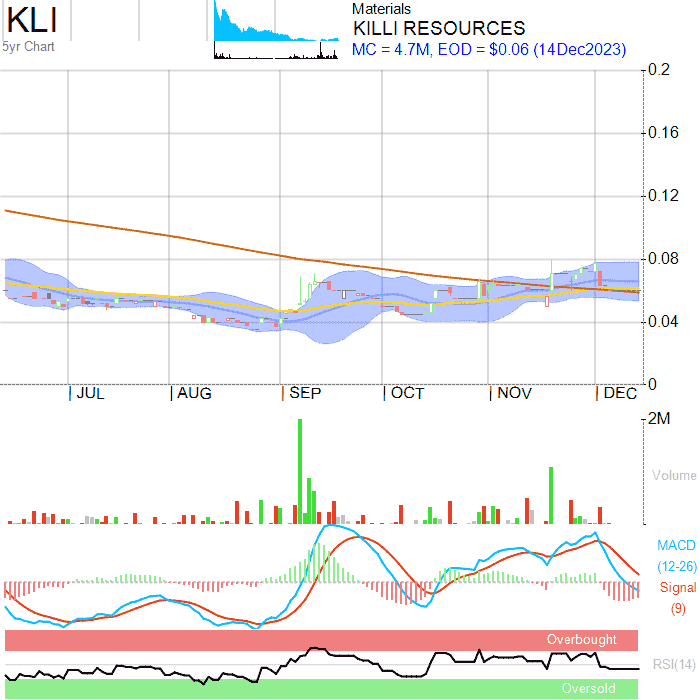 KLI
5yr Chart
Materials
KILLI RESOURCES
MC = 4.7M, EOD = $0.06 (14Dec2023)
0.2
0.16
0.12
0.08
0.04
0
JUL AUG SEP OCT NOV DEC
2M
Volume
MACD
(12-26)
Signal
(9)
Overbought
RSI(14)
Oversold